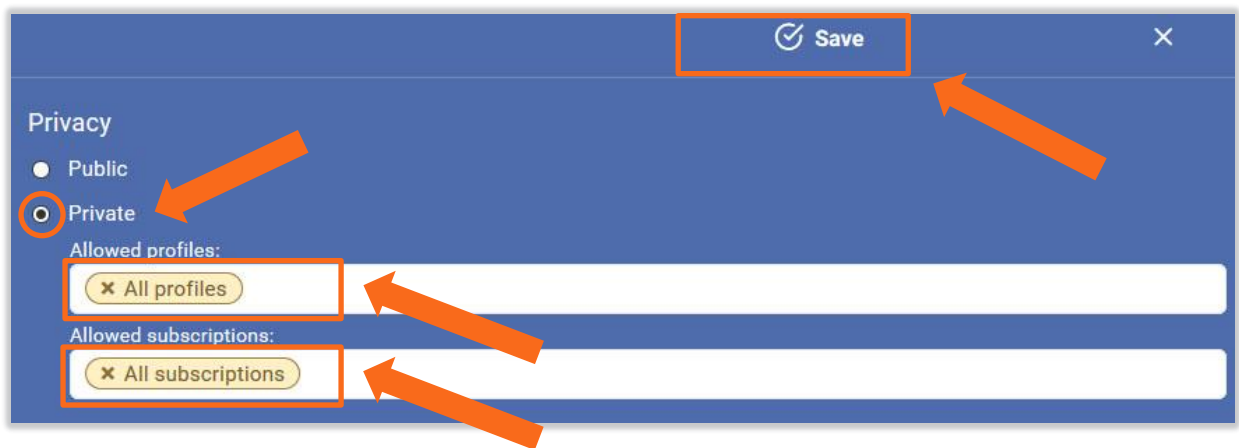 Save
Privacy
Public
Private
Allowed profiles:
× All profiles
Allowed subscriptions:
× All subscriptions